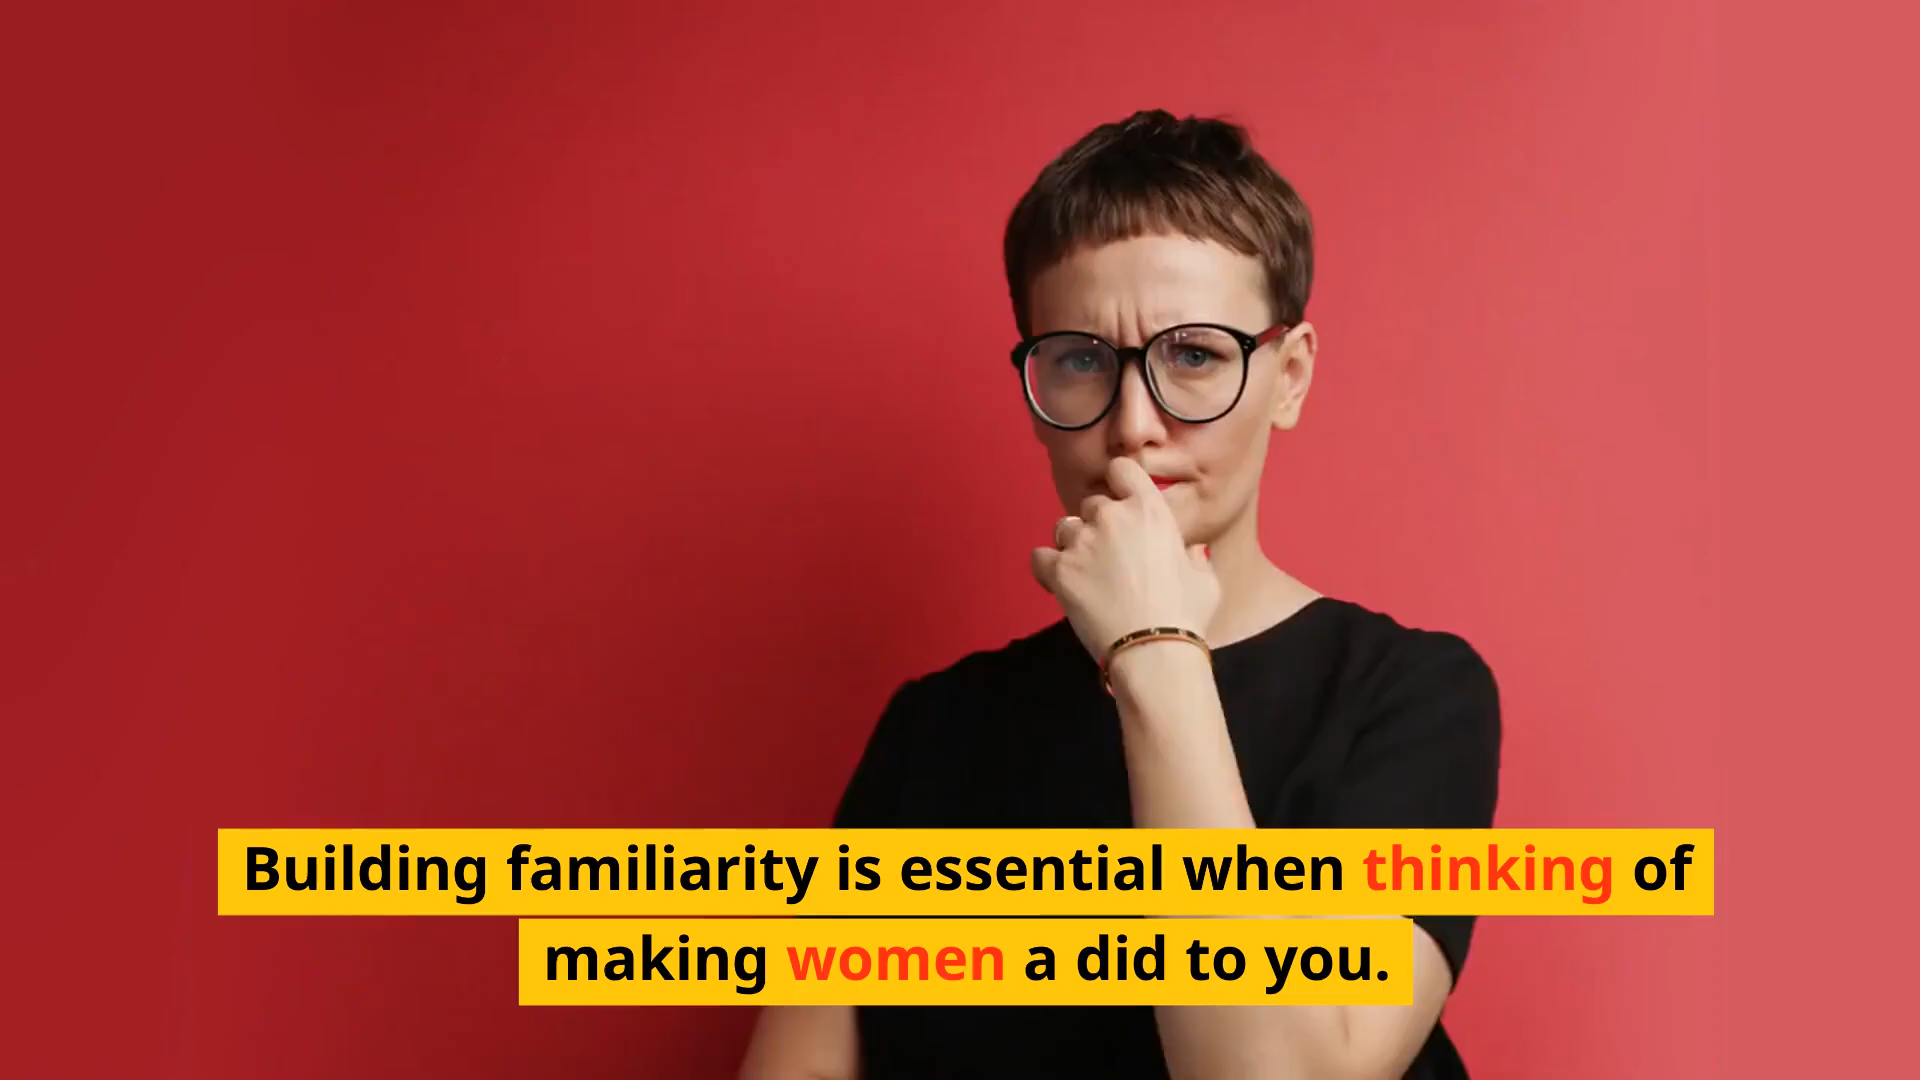 Building familiarity is essential when thinking of
making women a did to you.